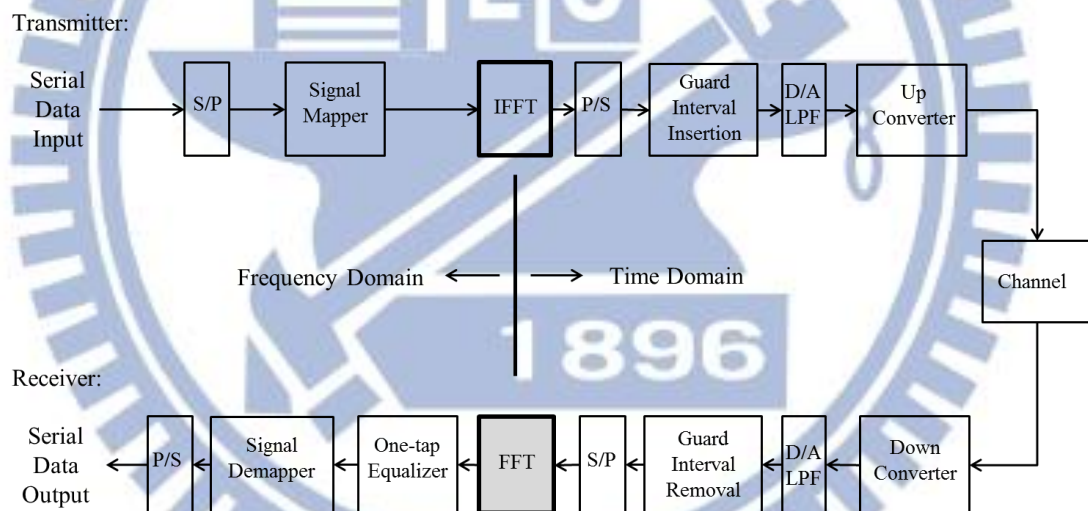 Transmitter:
Serial
Data
Input
S/P
Signal
Mapper
IFFT
P/S
Guard
Interval
Insertion
D/A
LPF
Up
Converter
Channel
Frequency Domain
Time Domain
1896
Receiver:
Serial
Data
Output
P/S
Signal
Demapper
One-tap
Equalizer
FFT
S/P
Guard
Interval
Removal
D/A
LPF
Down
Converter